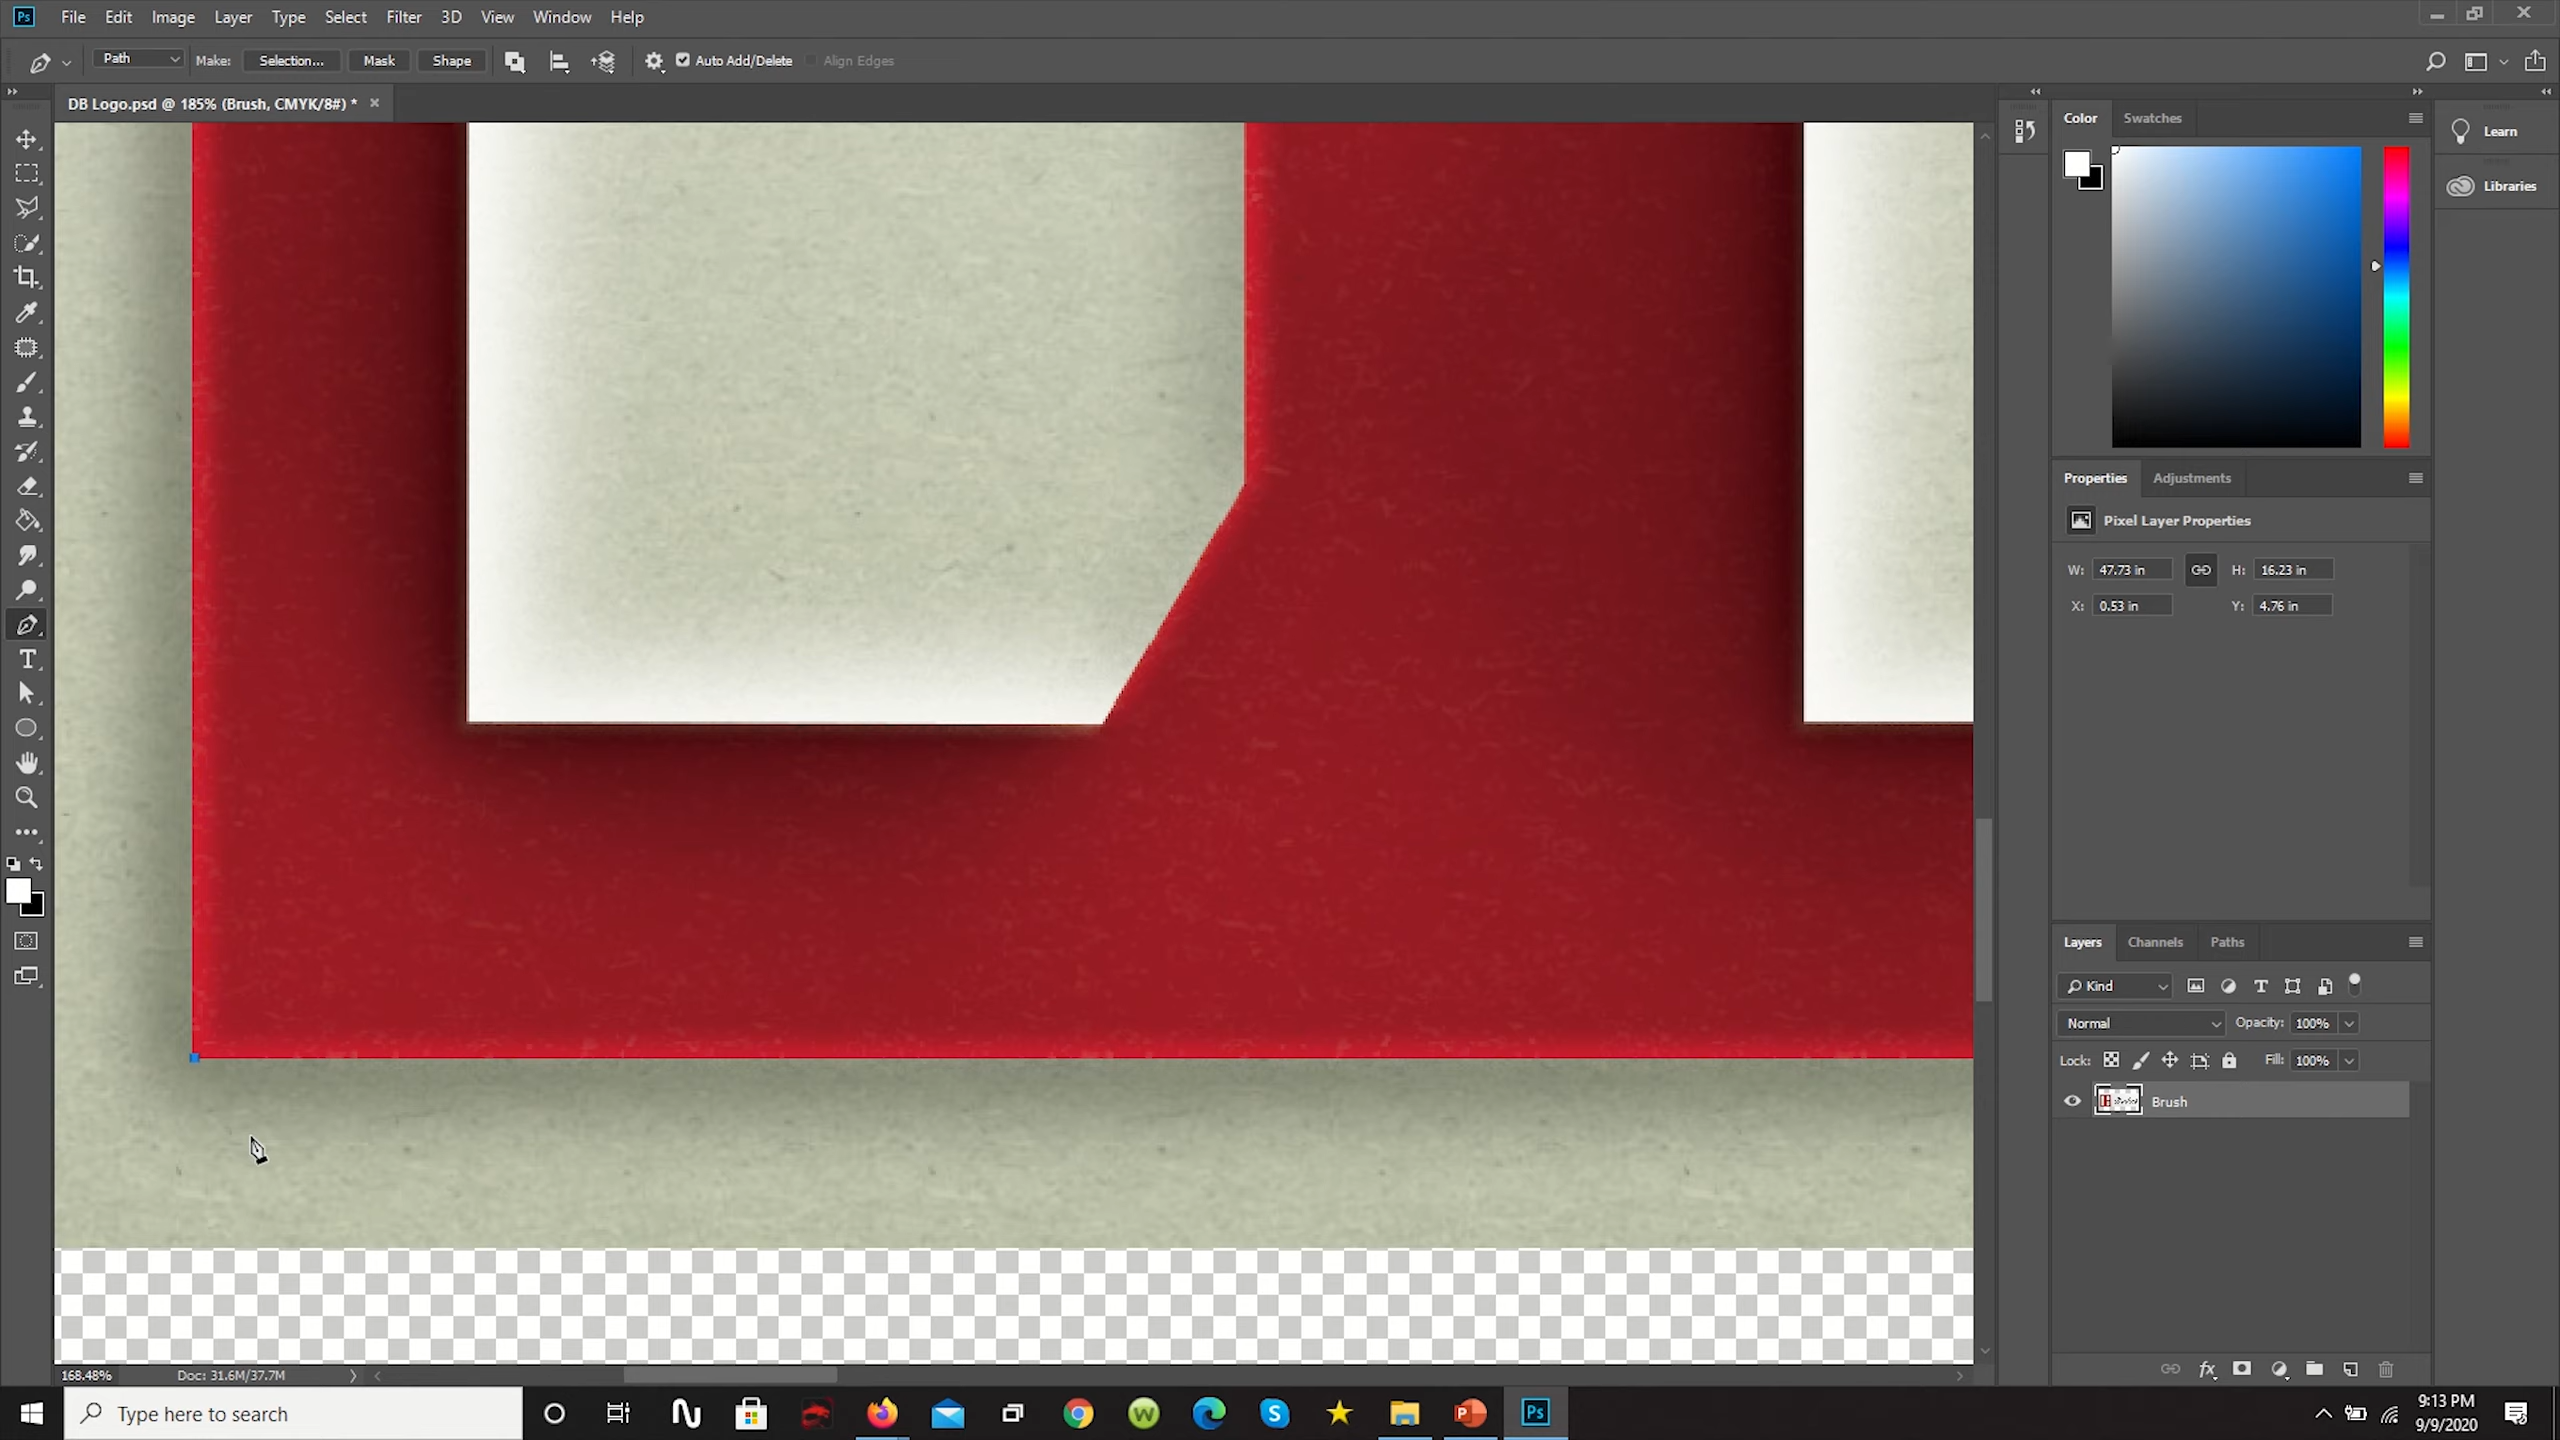 Ps File Edit Image Layer Type Select Filter 3D View Window Help
Path Make: Selection... Mask Shape Auto Add/Delete Align Edges
DB Logo.psd @ 185% (Brush, CMYK/8#) *
Color Swatches
Learn
Libraries
Properties Adjustments
Pixel Layer Properties
W: 47.73 in H: 16.23 in
X: 0.53 in Y: 4.76 in
Layers Channels Paths
Kind
Normal Opacity: 100%
Lock: Fill: 100%
Brush
168.48% Doc: 31.6M/37.7M
Type here to search
Ps
9:13 PM
9/9/2020